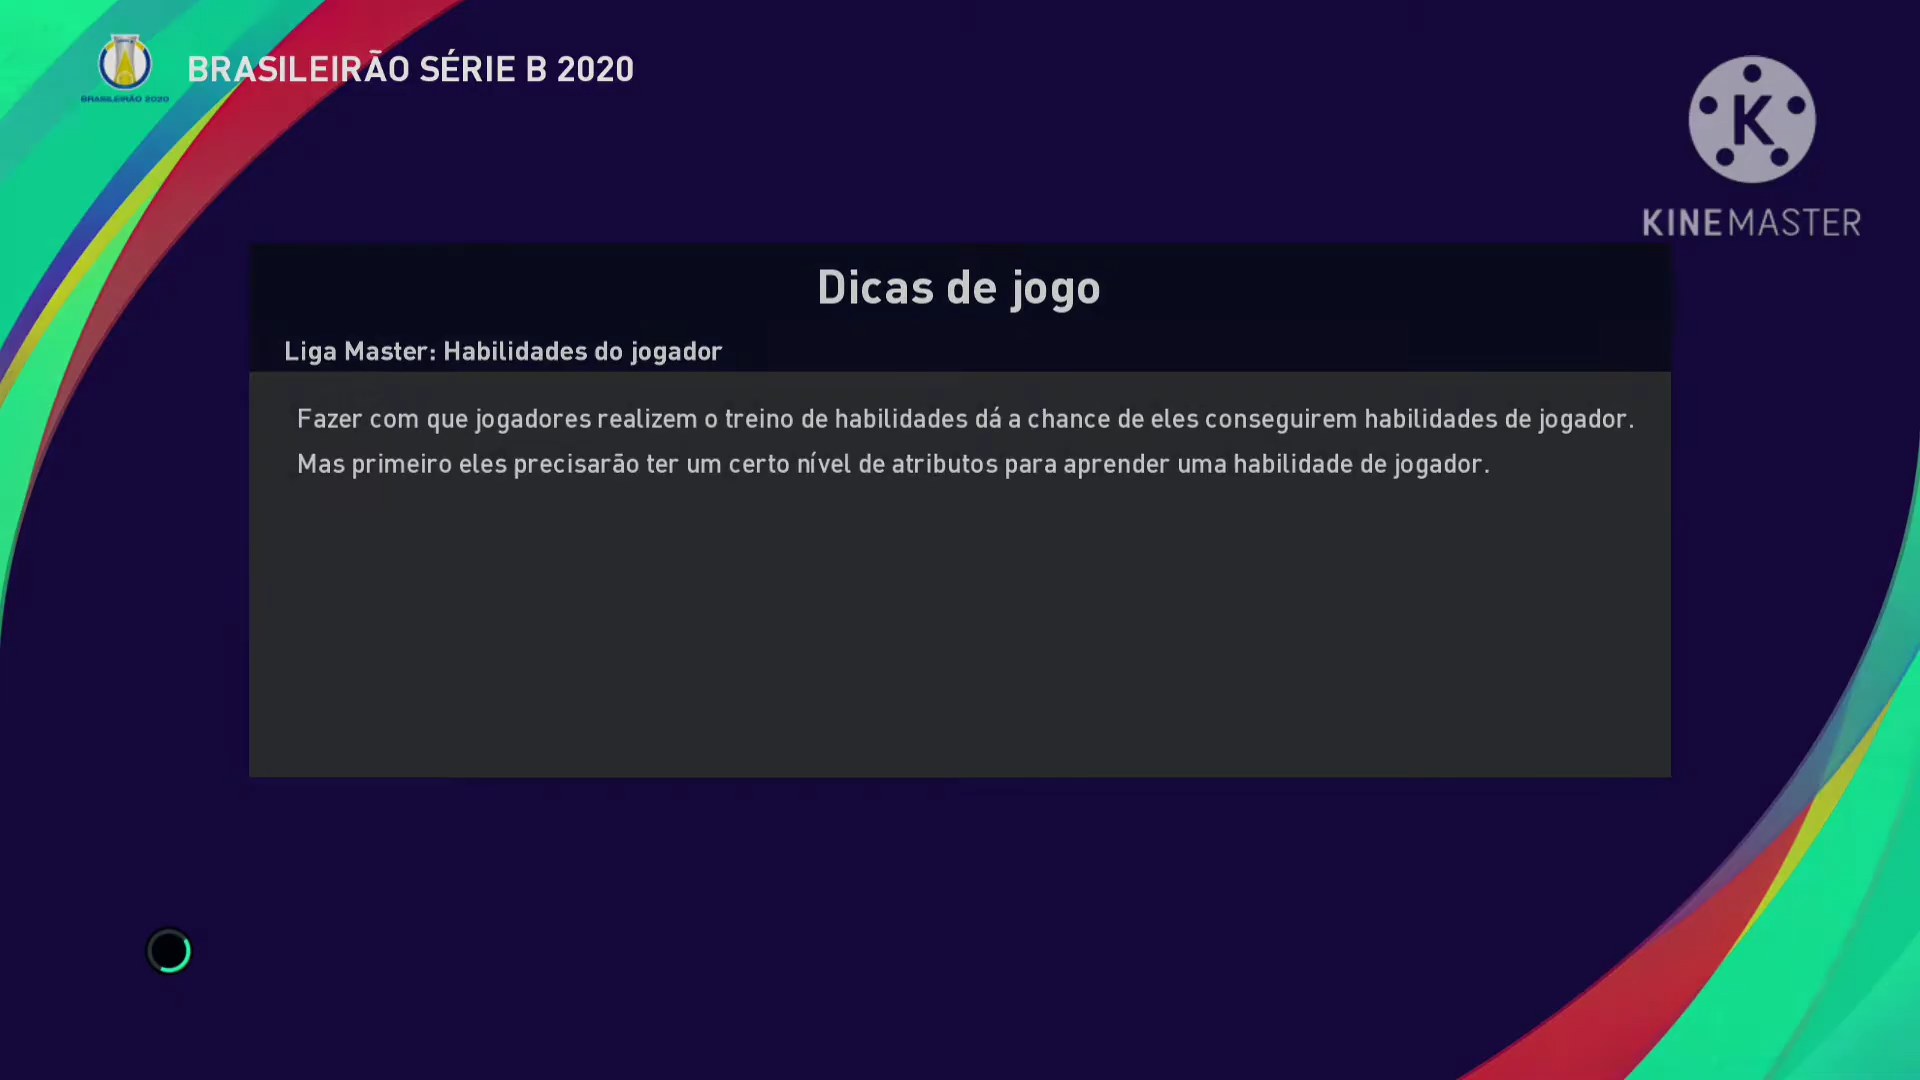 BRASILEIRÃO SÉRIE B 2020
BRASILEIRÃO 2020
K
KINEMASTER
Dicas de jogo
Liga Master: Habilidades do jogador
Fazer com que jogadores realizem o treino de habilidades dá a chance de eles conseguirem habilidades de jogador.
Mas primeiro eles precisarão ter um certo nível de atributos para aprender uma habilidade de jogador.